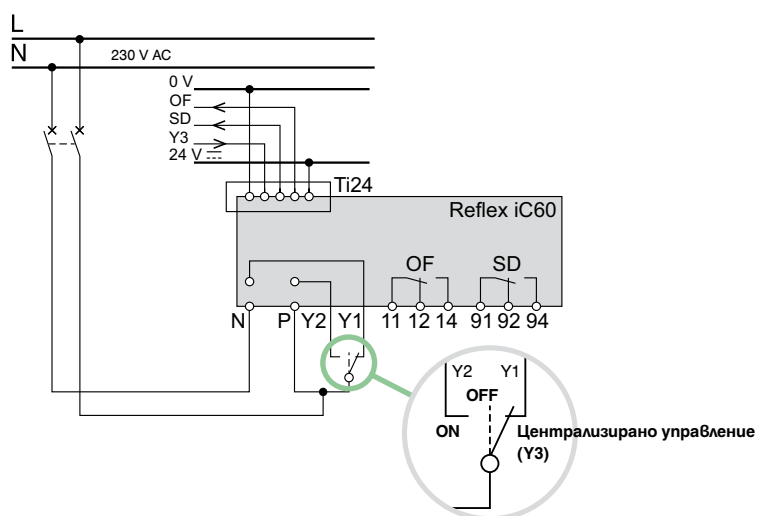 L
N
230 V AC
0 V
OF
SD
Y3
24 V
Ti24
Reflex iC60
OF SD
N P Y2 Y1 11 12 14 91 92 94
Y2 Y1
OFF
ON
Централизирано управление
(Y3)